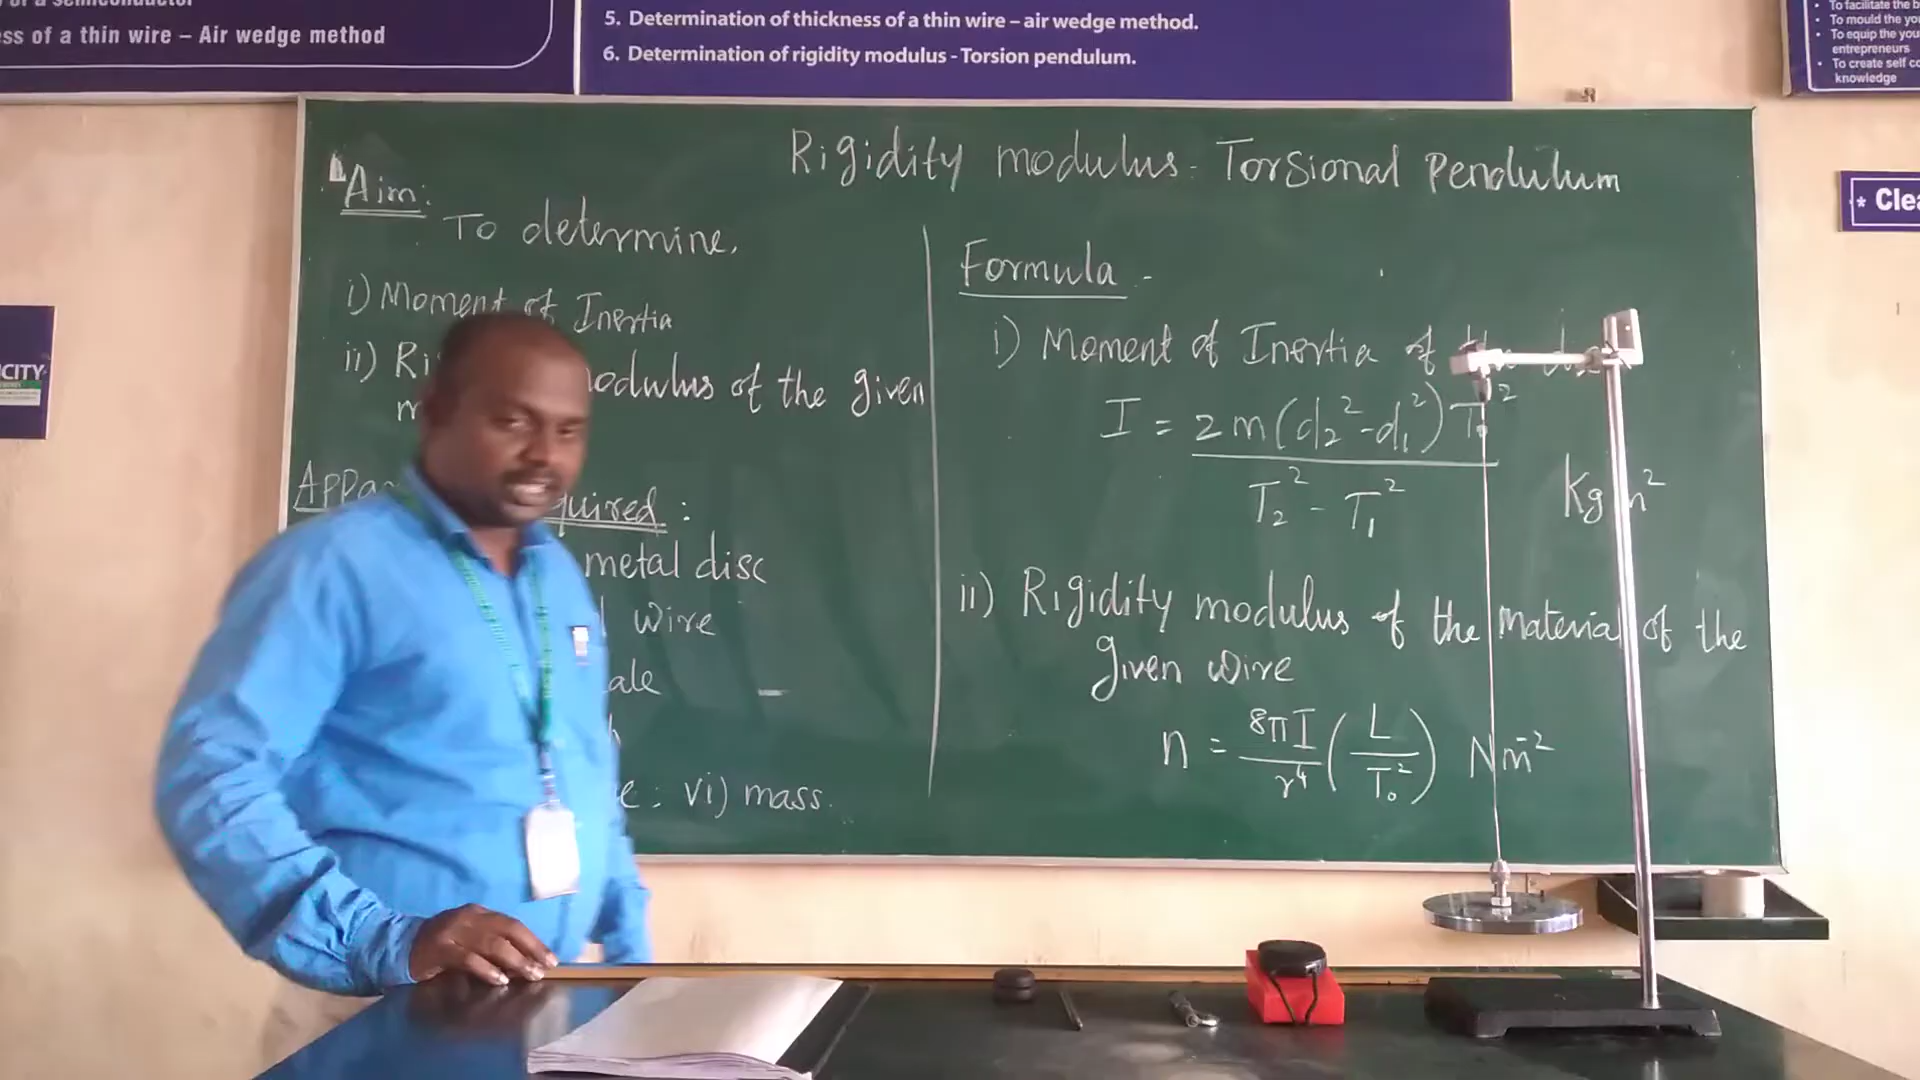 ss of a thin wire – Air wedge method
5. Determination of thickness of a thin wire – air wedge method.
6. Determination of rigidity modulus - Torsion pendulum.
• To facilitate the b
• To mould the yo
• To equip the you
entrepreneurs
• To create self co
knowledge
* Clea
CITY
Rigidity modulus - Torsional Pendulum
Aim:
To determine,
i) Moment of Inertia
ii) Ri odulus of the given
m
Appa quired :
metal disc
wire
ale
e ; vi) mass.
Formula -
i) Moment of Inertia of the disc
I = 2m(d₂² - d₁²) T₀²
T₂² - T₁²
Kg m²
ii) Rigidity modulus of the material of the
given wire
n = 8πI/r⁴ (L/T₀²) Nm⁻²